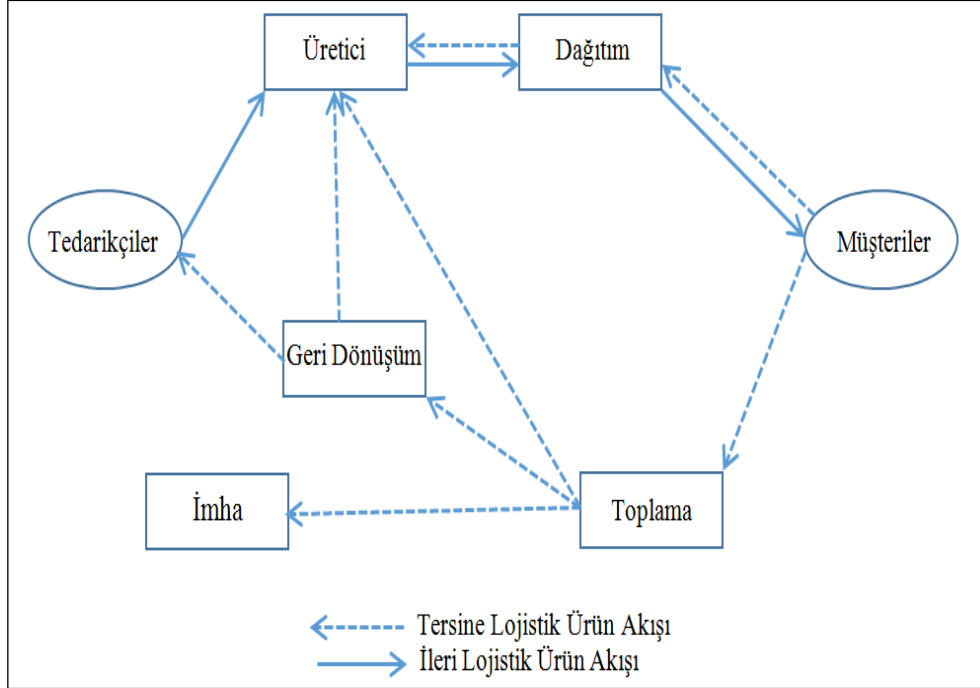 Üretici
Dağıtım
Tedarikçiler
Müşteriler
Geri Dönüşüm
İmha
Toplama
Tersine Lojistik Ürün Akışı
İleri Lojistik Ürün Akışı